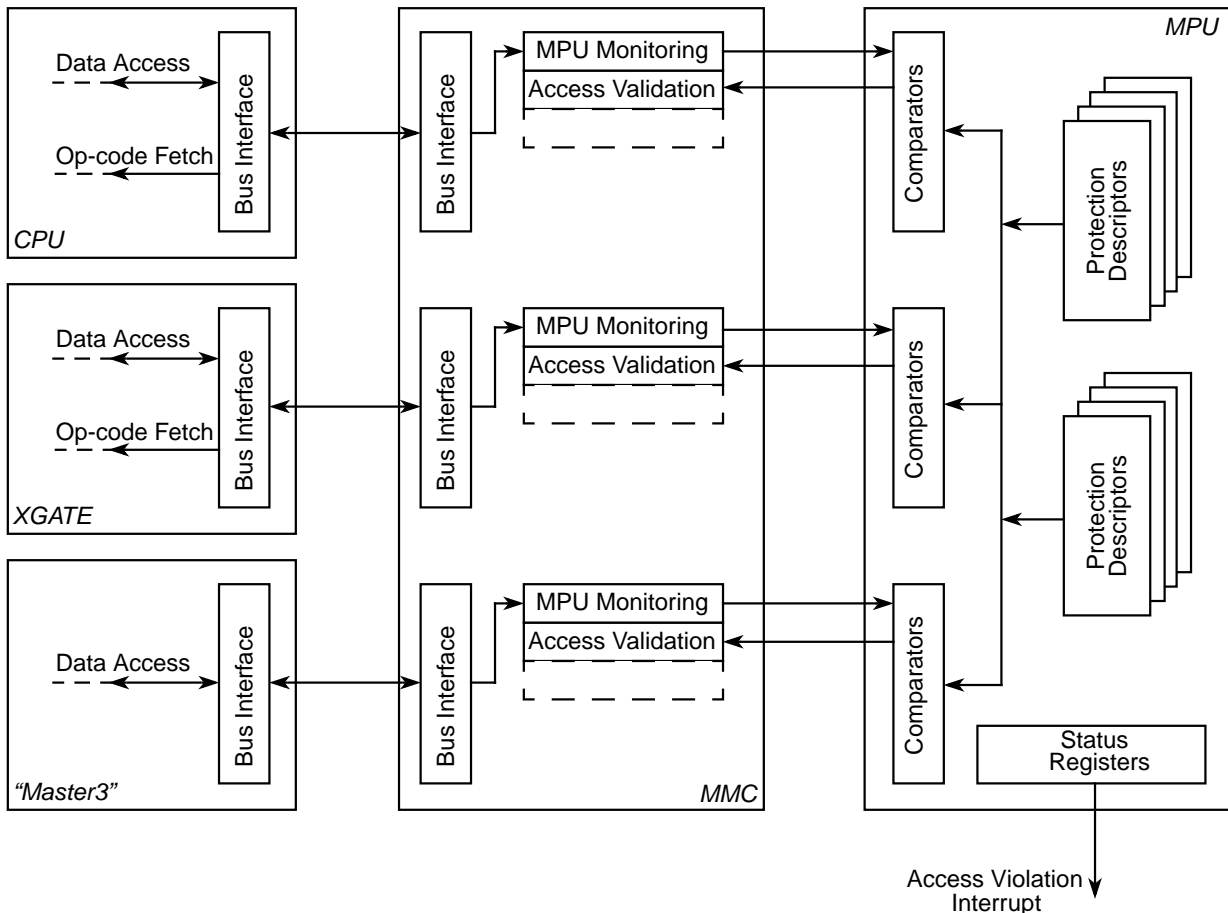 Data Access
Op-code Fetch
Bus Interface
CPU
Data Access
Op-code Fetch
Bus Interface
XGATE
Data Access
Bus Interface
“Master3”
Bus Interface
MPU Monitoring
Access Validation
Bus Interface
MPU Monitoring
Access Validation
Bus Interface
MPU Monitoring
Access Validation
MMC
MPU
Comparators
Comparators
Comparators
Protection
Descriptors
Protection
Descriptors
Status
Registers
Access Violation
Interrupt